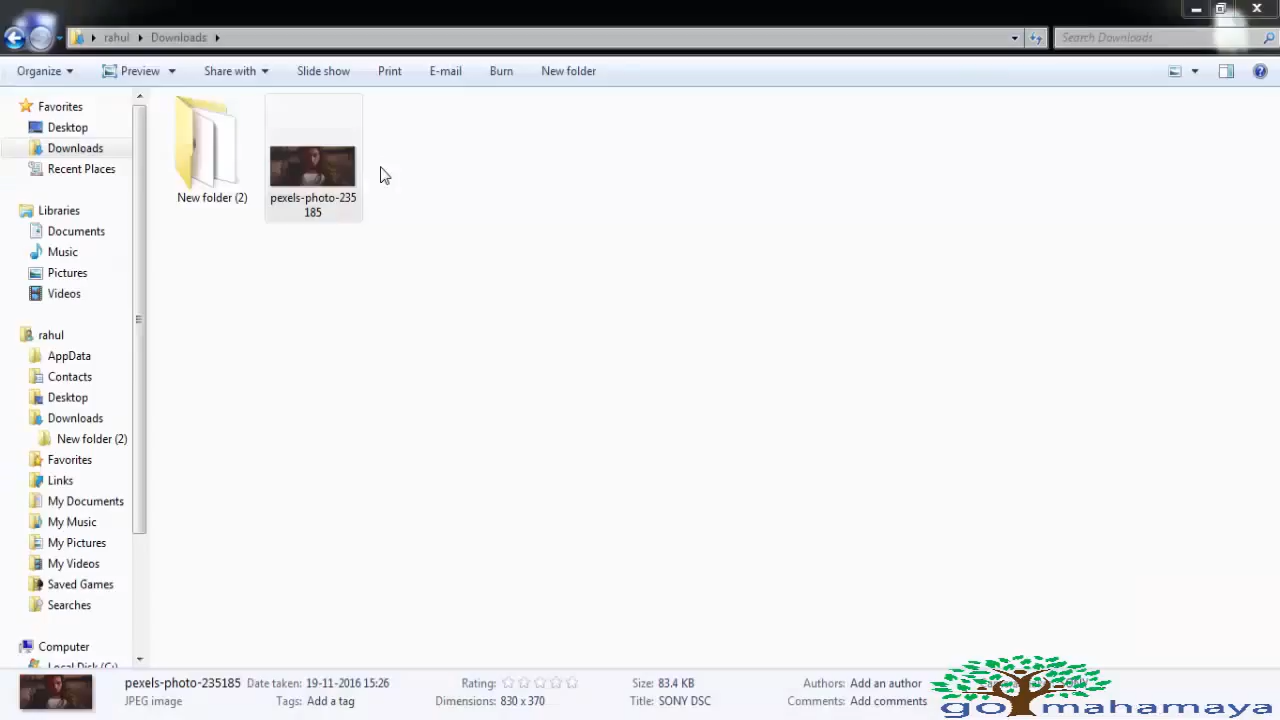 rahul Downloads
Search Downloads
Organize Preview Share with Slide show Print E-mail Burn New folder
Favorites
Desktop
Downloads
Recent Places
Libraries
Documents
Music
Pictures
Videos
rahul
AppData
Contacts
Desktop
Downloads
New folder (2)
Favorites
Links
My Documents
My Music
My Pictures
My Videos
Saved Games
Searches
Computer
Local Disk (C:)
New folder (2)
pexels-photo-235
185
pexels-photo-235185 Date taken: 19-11-2016 15:26 Rating: Size: 83.4 KB Authors: Add an author
JPEG image Tags: Add a tag Dimensions: 830 x 370 Title: SONY DSC Comments: Add comments
go mahamaya